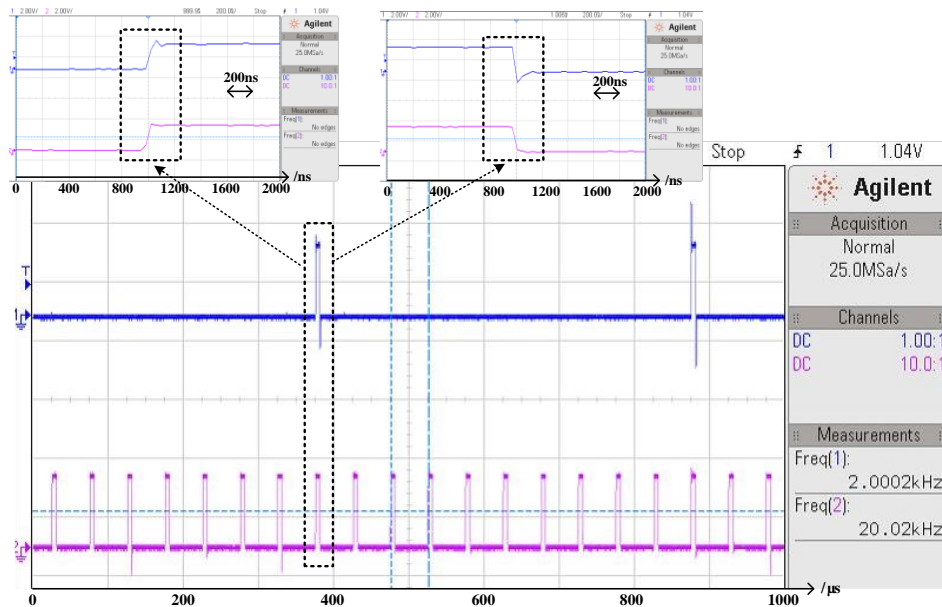 1 2.00V/ 2 2.00V/ 999.9ns 200.0ns/ Stop 1 1.04V
Agilent
Acquisition
Normal
25.0MSa/s
Channels
DC 1.00:1
DC 10.0:1
Measurements
Freq(1):
No edges
Freq(2):
No edges
200ns
0 400 800 1200 1600 2000 /ns
1 2.00V/ 2 2.00V/ 200.0ns/ Stop 1 1.04V
Agilent
Acquisition
Normal
25.0MSa/s
Channels
DC 1.00:1
DC 10.0:1
Measurements
Freq(1):
No edges
Freq(2):
No edges
200ns
0 400 800 1200 1600 2000 /ns
Stop 1 1.04V
Agilent
Acquisition
Normal
25.0MSa/s
Channels
DC 1.00:1
DC 10.0:1
Measurements
Freq(1):
2.0002kHz
Freq(2):
20.02kHz
T
1
2
0 200 400 600 800 1000 /μs